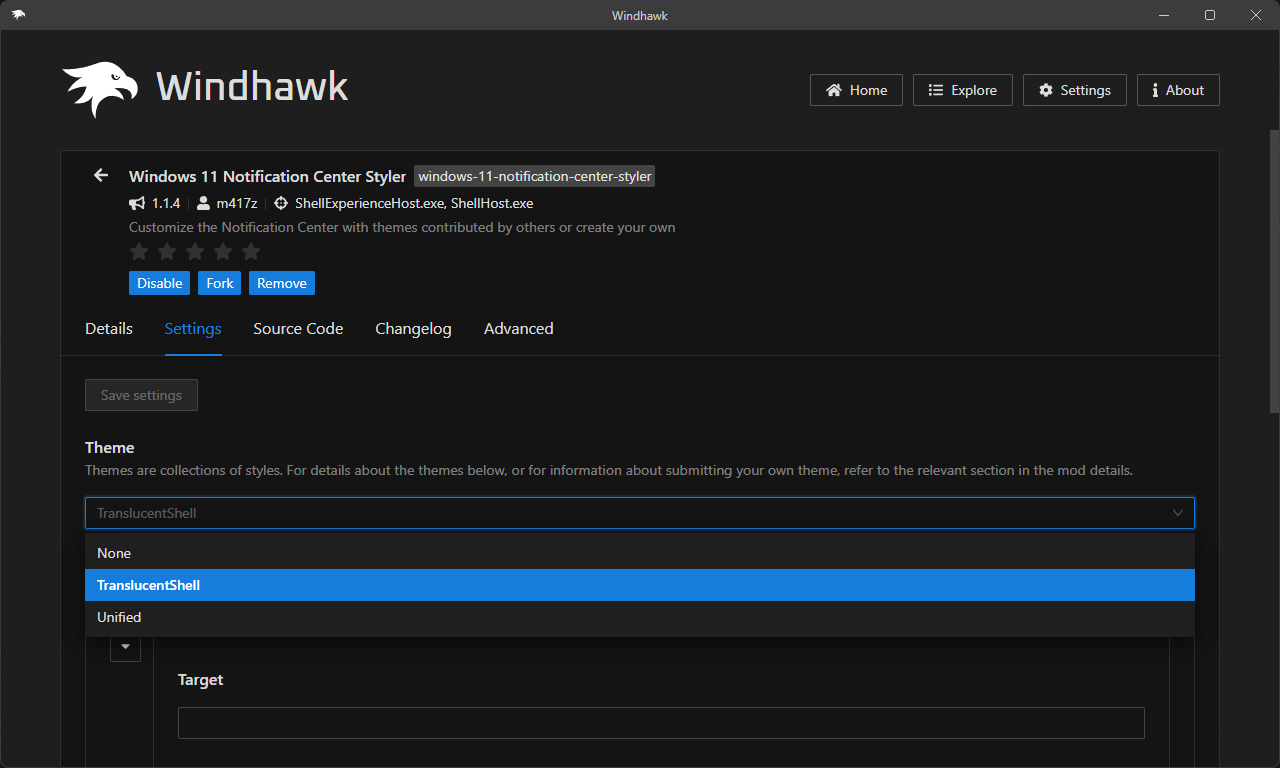 Windhawk
Windhawk
Home Explore Settings About
Windows 11 Notification Center Styler windows-11-notification-center-styler
1.1.4 m417z ShellExperienceHost.exe, ShellHost.exe
Customize the Notification Center with themes contributed by others or create your own
Disable Fork Remove
Details Settings Source Code Changelog Advanced
Save settings
Theme
Themes are collections of styles. For details about the themes below, or for information about submitting your own theme, refer to the relevant section in the mod details.
TranslucentShell
None
TranslucentShell
Unified
Target